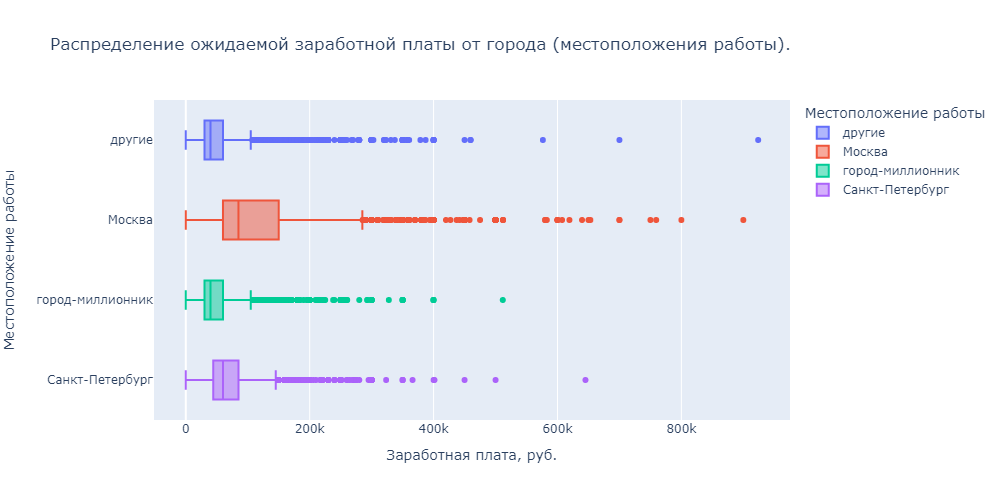 Распределение ожидаемой заработной платы от города (местоположения работы).
Местоположение работы
другие
Москва
город-миллионник
Санкт-Петербург
0
200k
400k
600k
800k
Заработная плата, руб.
Местоположение работы
другие
Москва
город-миллионник
Санкт-Петербург